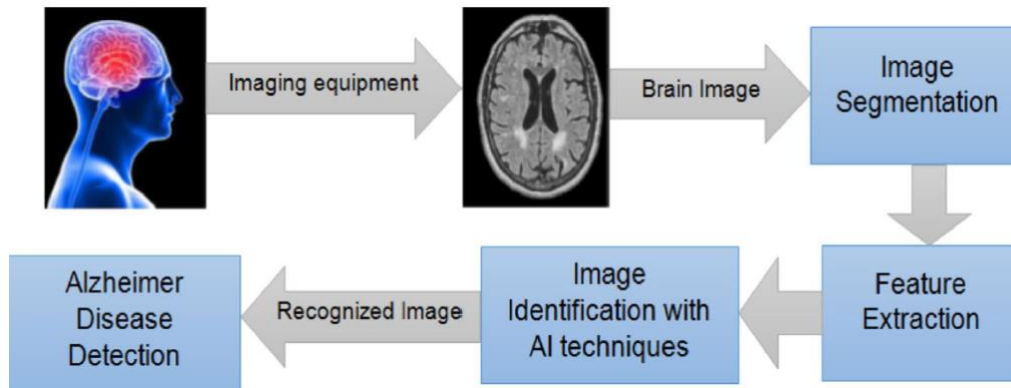 Imaging equipment
Brain Image
Image
Segmentation
Feature
Extraction
Image
Identification with
AI techniques
Recognized Image
Alzheimer
Disease
Detection